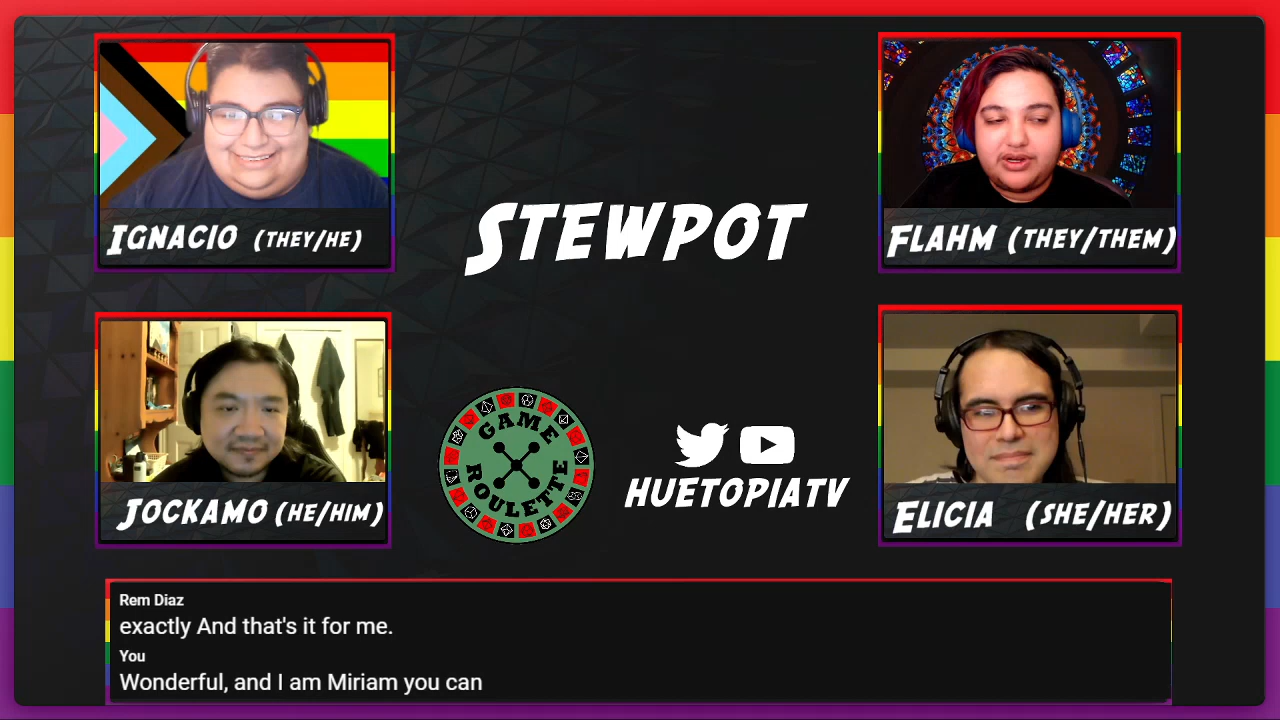 Ignacio (they/he)
Flahm (they/them)
Stewpot
Jockamo (he/him)
GAME
ROULETTE
HUETOPIATV
Elicia (she/her)
Rem Diaz
exactly And that's it for me.
You
Wonderful, and I am Miriam you can